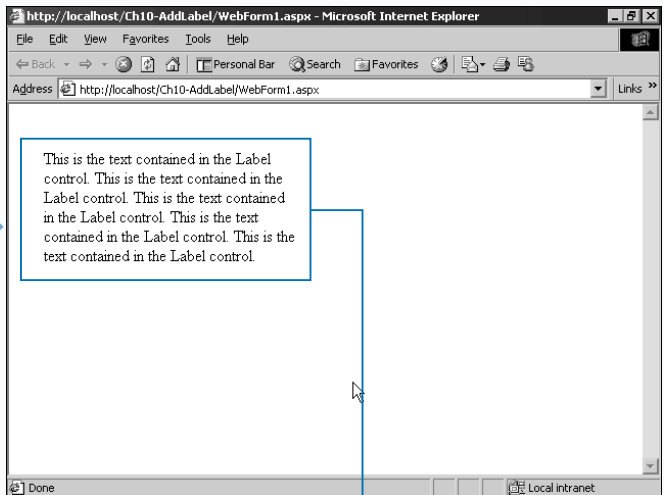 http://localhost/Ch10-AddLabel/WebForm1.aspx - Microsoft Internet Explorer
File Edit View Favorites Tools Help
Back Personal Bar Search Favorites
Address http://localhost/Ch10-AddLabel/WebForm1.aspx Links »
This is the text contained in the Label
control. This is the text contained in the
Label control. This is the text contained
in the Label control. This is the text
contained in the Label control. This is the
text contained in the Label control.
Done Local intranet